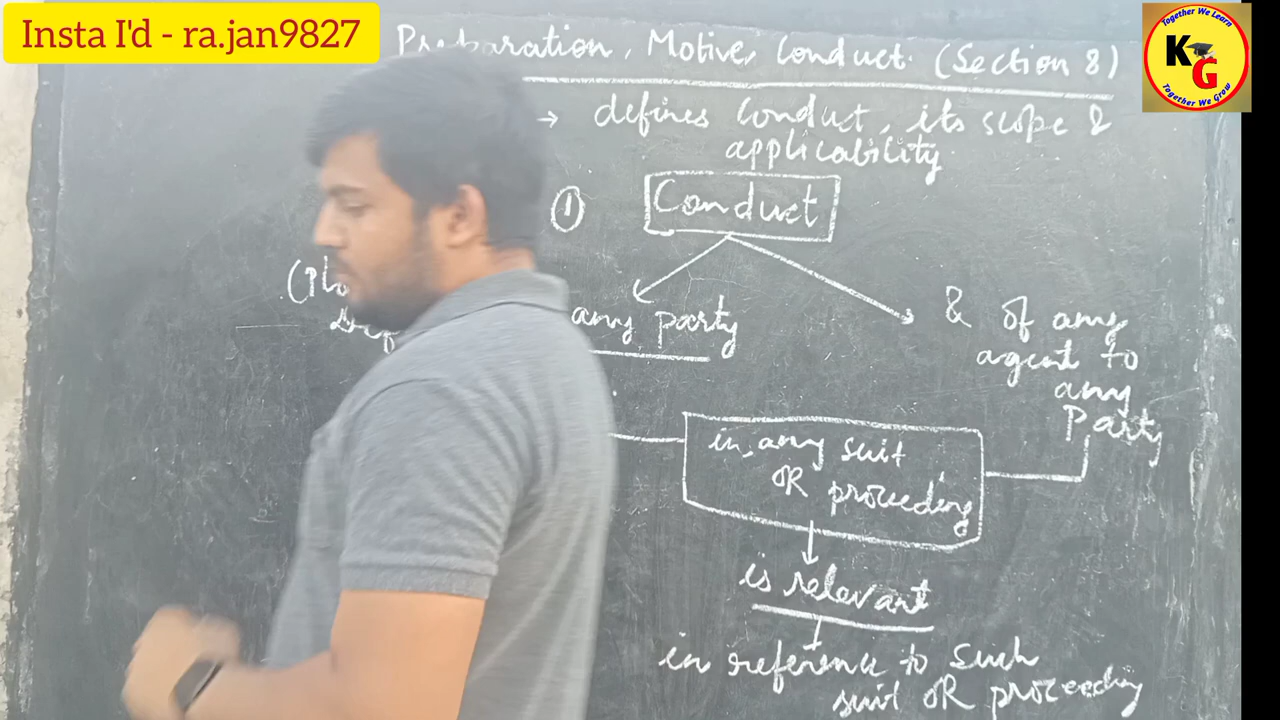 Insta I'd - ra.jan9827
Together We Learn
KG
Together We Grow
Preparation, Motive, Conduct. (Section 8)
→ defines conduct, its scope &
applicability
① Conduct
any party
& of any
agent to
any
Party
in any suit
OR proceeding
is relevant
in reference to such
suit OR proceeding